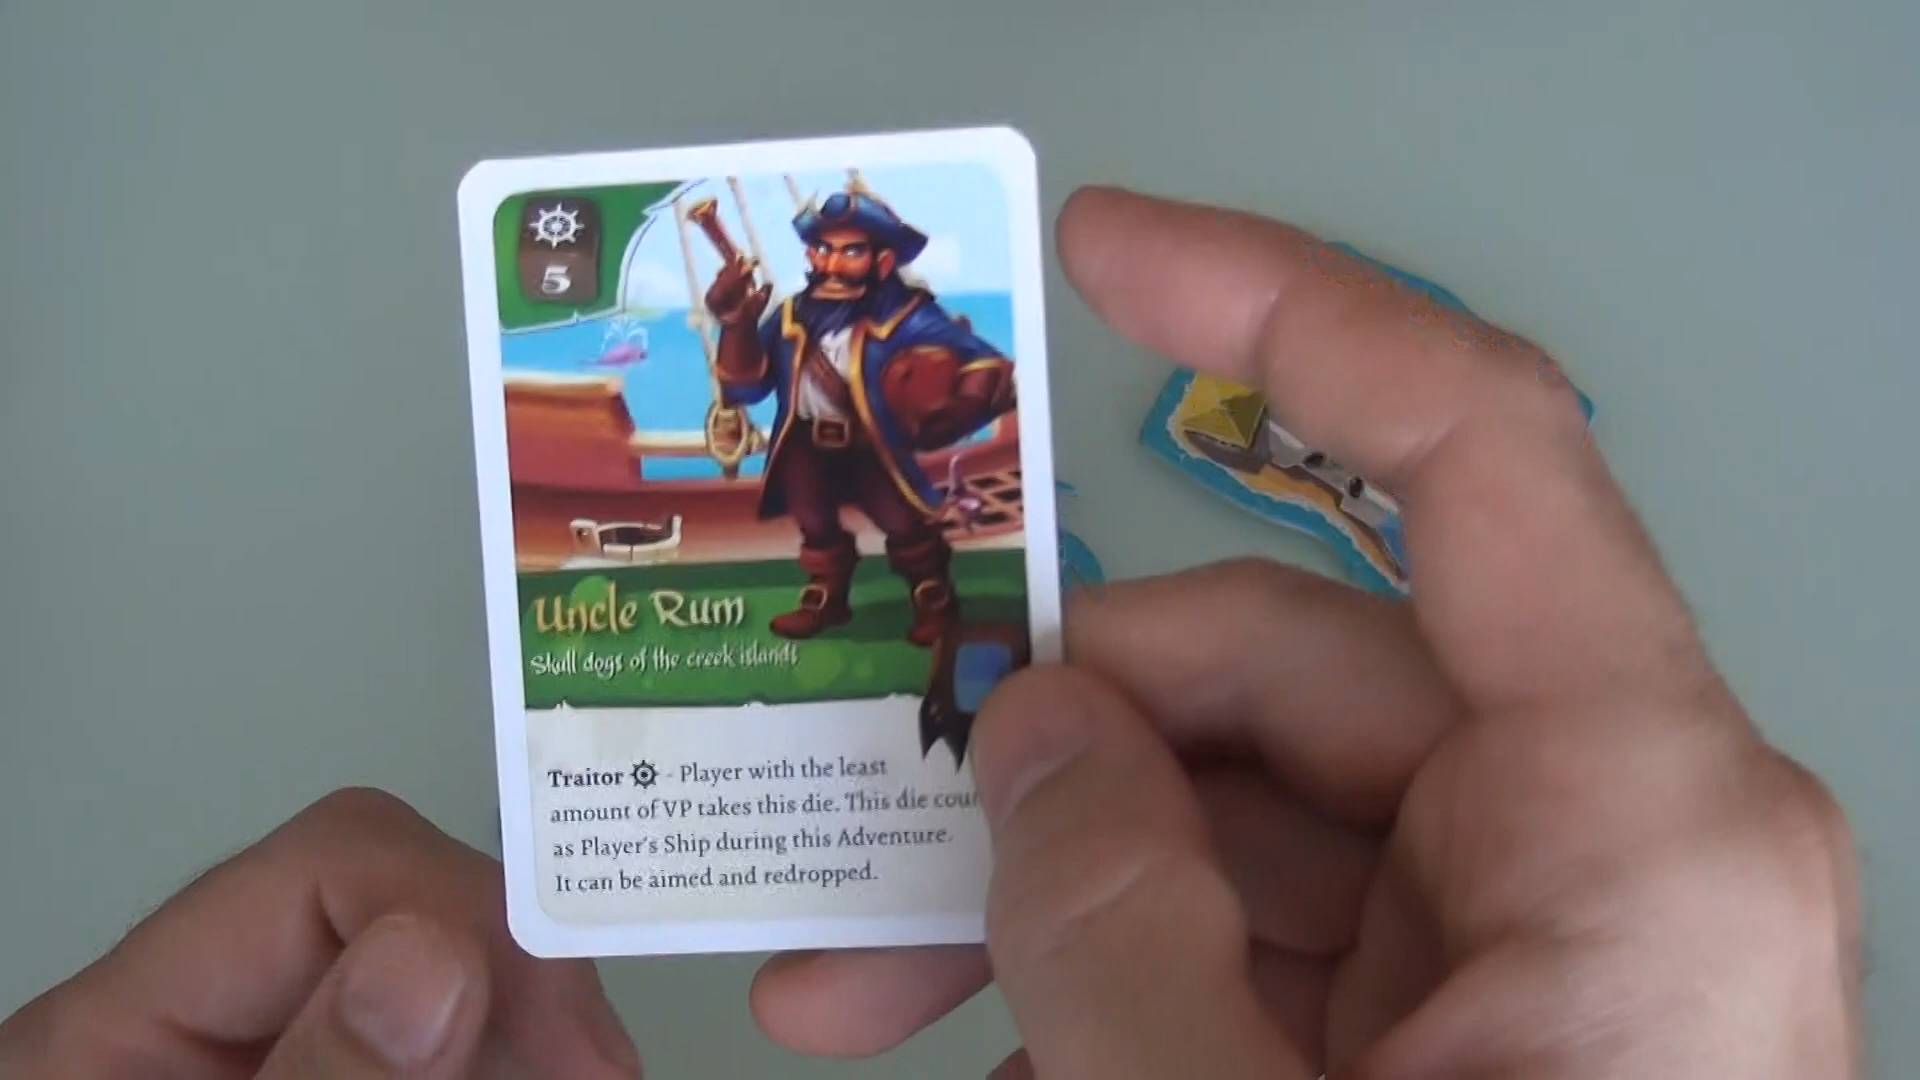 5
Uncle Rum
Skull dogs of the creek islands
Traitor - Player with the least
amount of VP takes this die. This die
as Player's Ship during this Adventure.
It can be aimed and redropped.